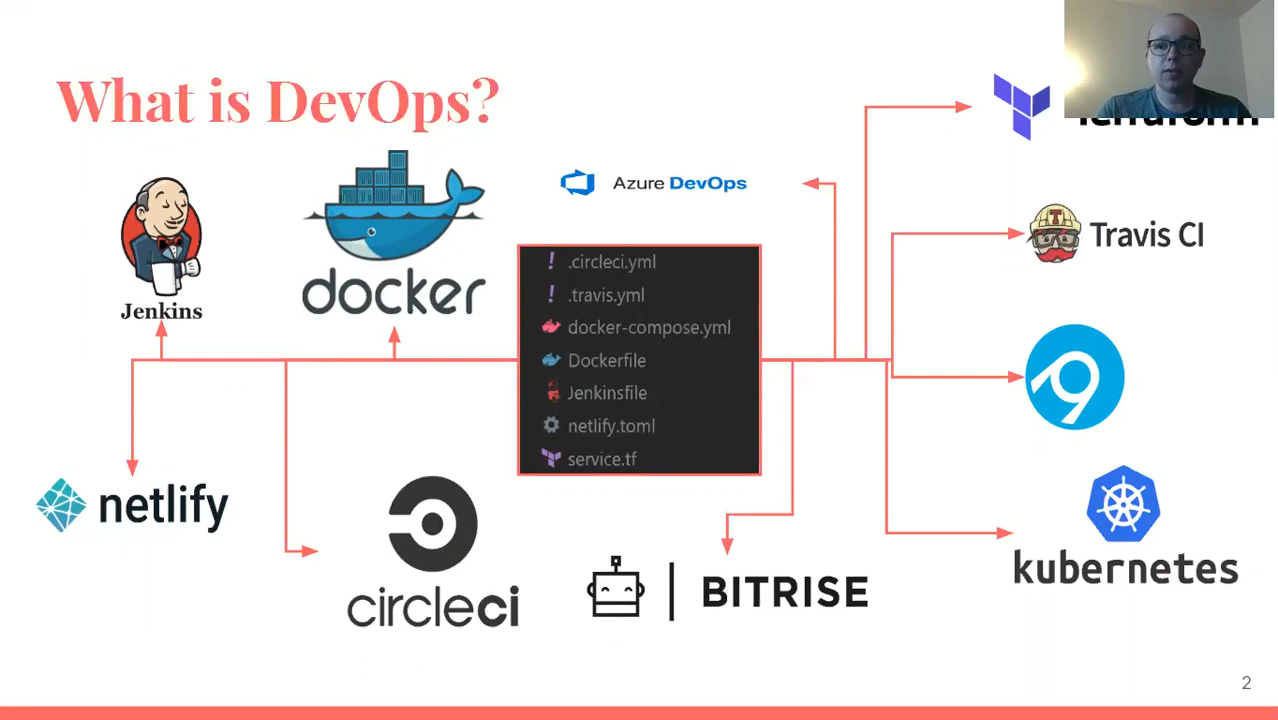 What is DevOps?
Terraform
Azure DevOps
Jenkins
docker
Travis CI
.circleci.yml
.travis.yml
docker-compose.yml
Dockerfile
Jenkinsfile
netlify.toml
service.tf
netlify
circleci
BITRISE
kubernetes
2